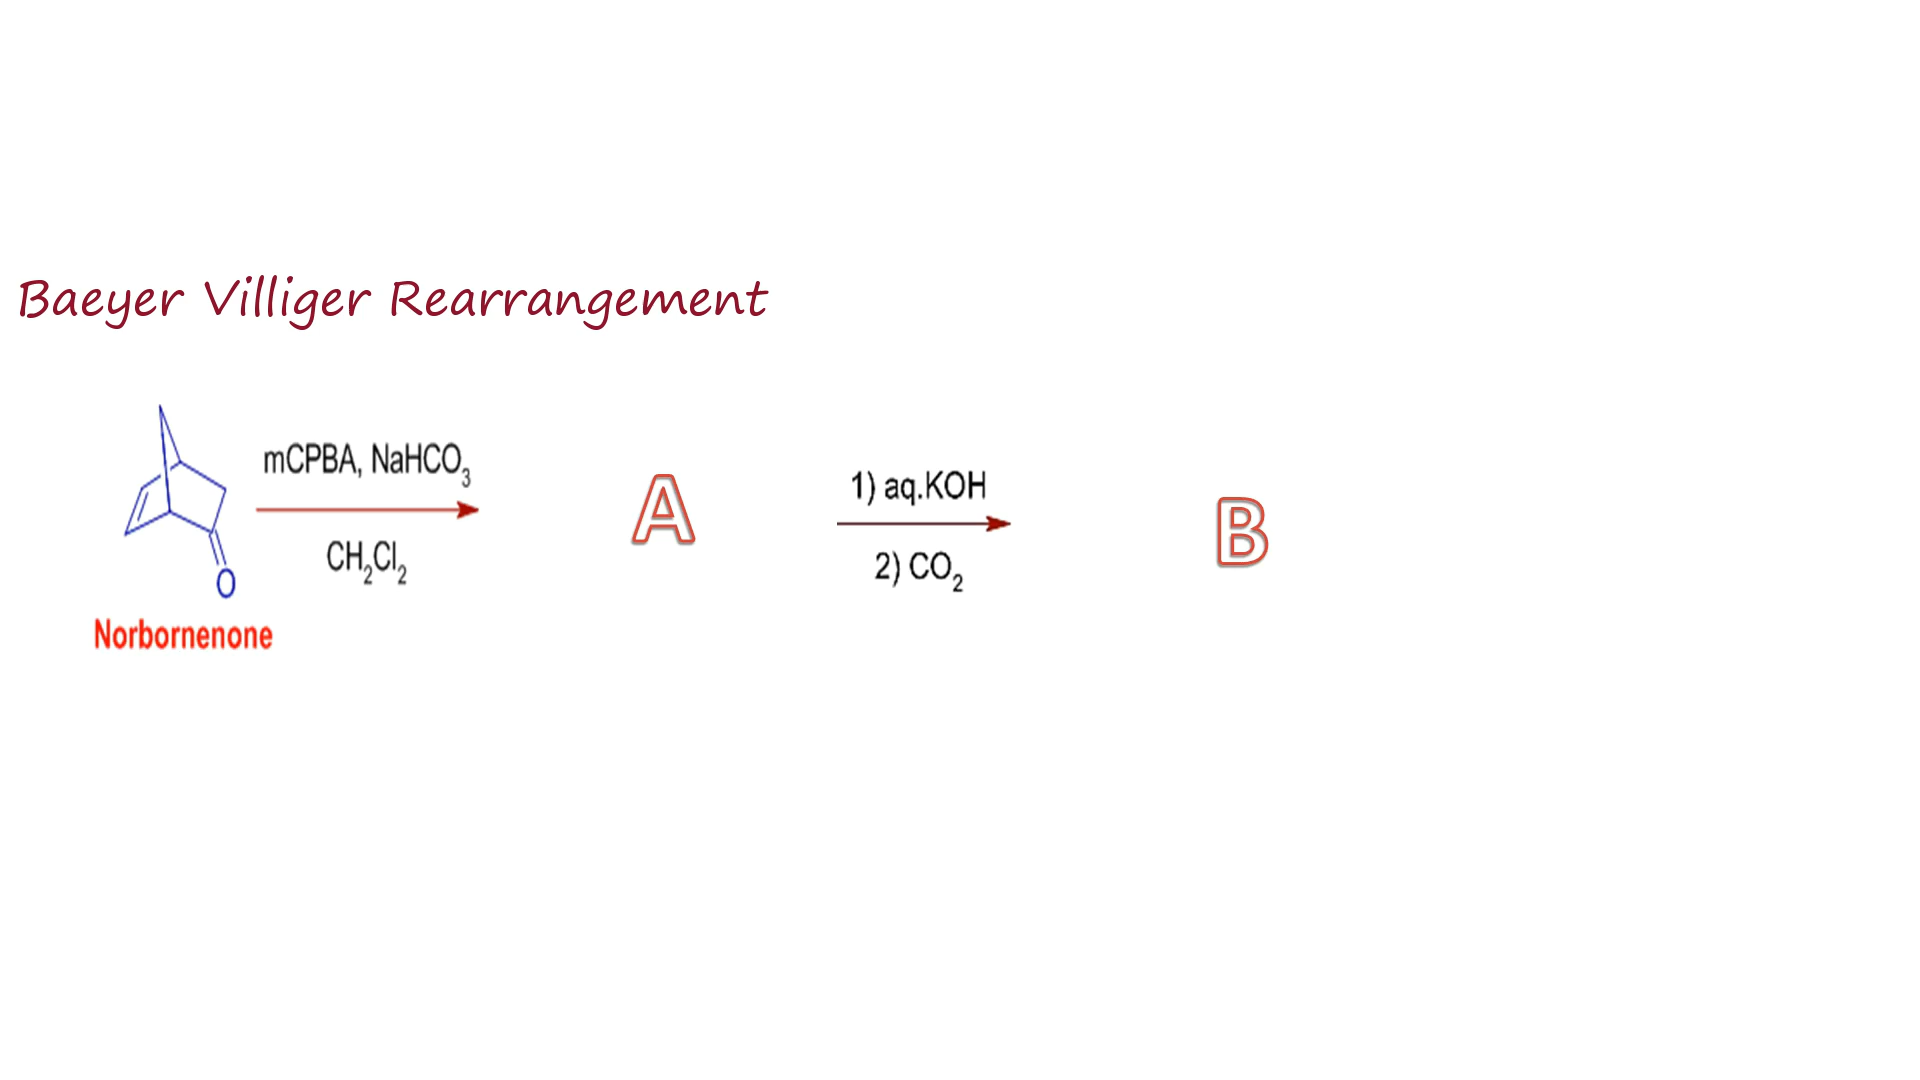 Baeyer Villiger Rearrangement
mCPBA, NaHCO₃
CH₂Cl₂
O
Norbornenone
A
1) aq.KOH
2) CO₂
B